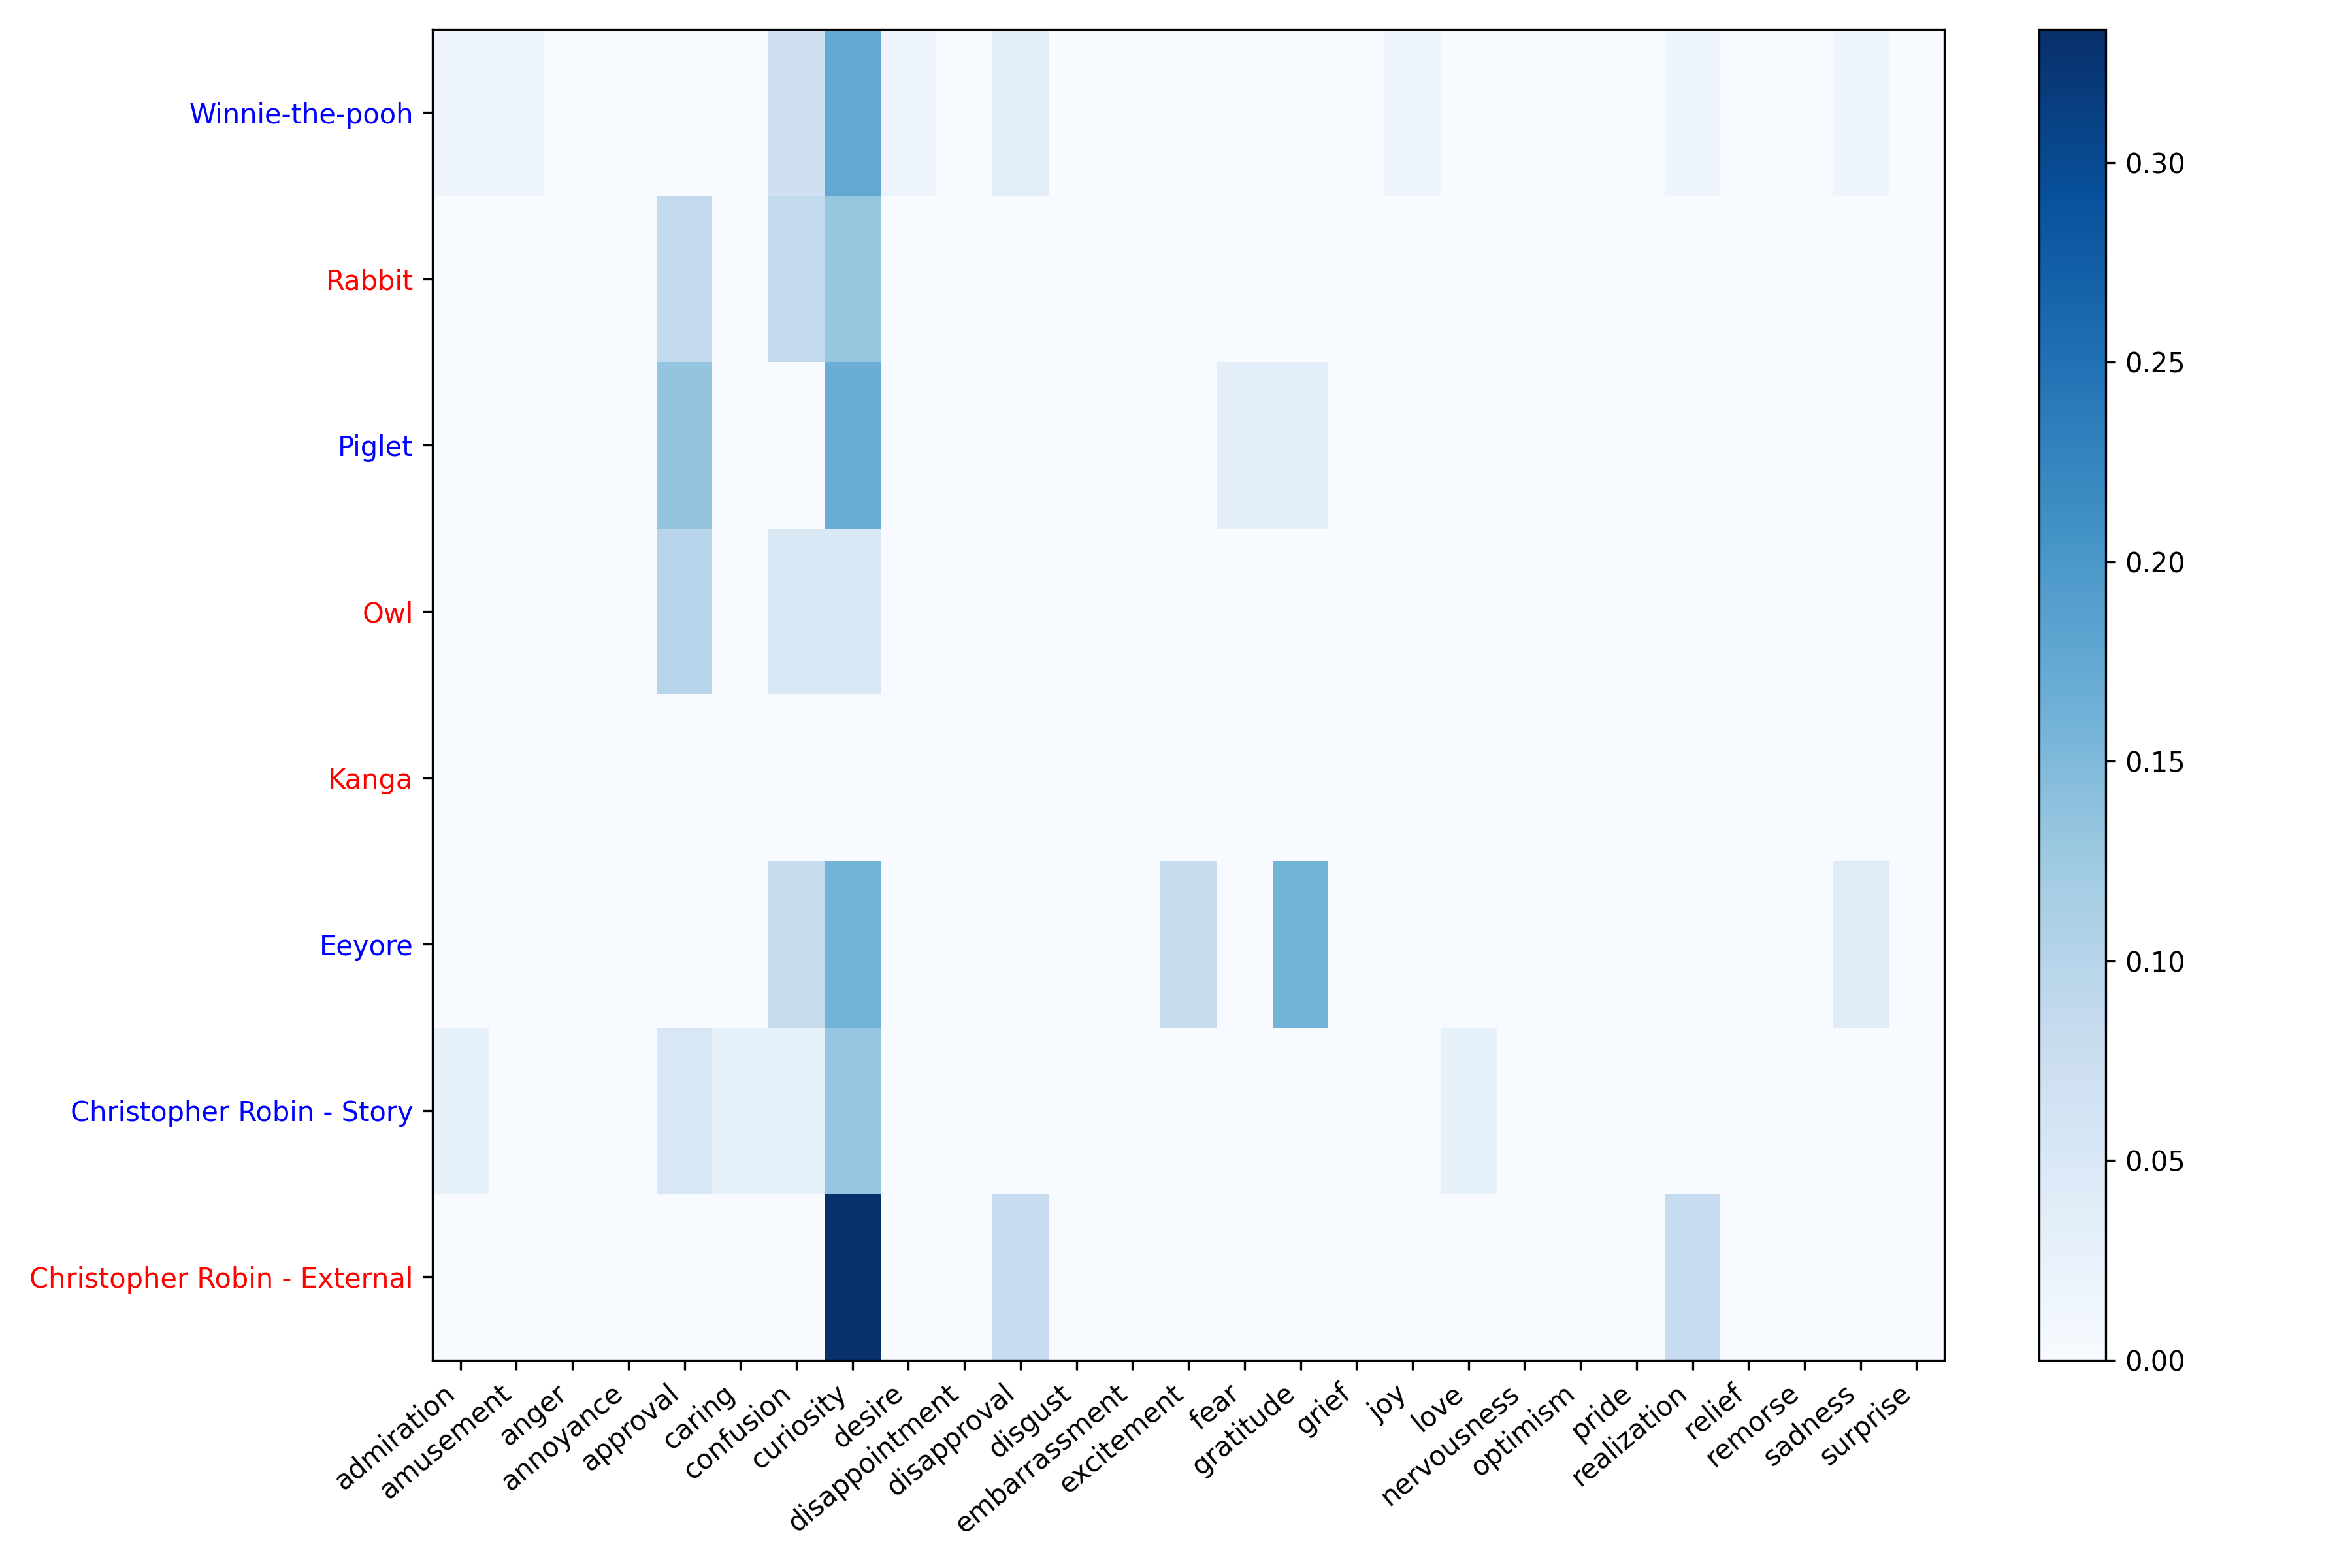 Winnie-the-pooh
Rabbit
Piglet
Owl
Kanga
Eeyore
Christopher Robin - Story
Christopher Robin - External
admiration
amusement
anger
annoyance
approval
caring
confusion
curiosity
desire
disappointment
disapproval
disgust
embarrassment
excitement
fear
gratitude
grief
joy
love
nervousness
optimism
pride
realization
relief
remorse
sadness
surprise
0.30
0.25
0.20
0.15
0.10
0.05
0.00